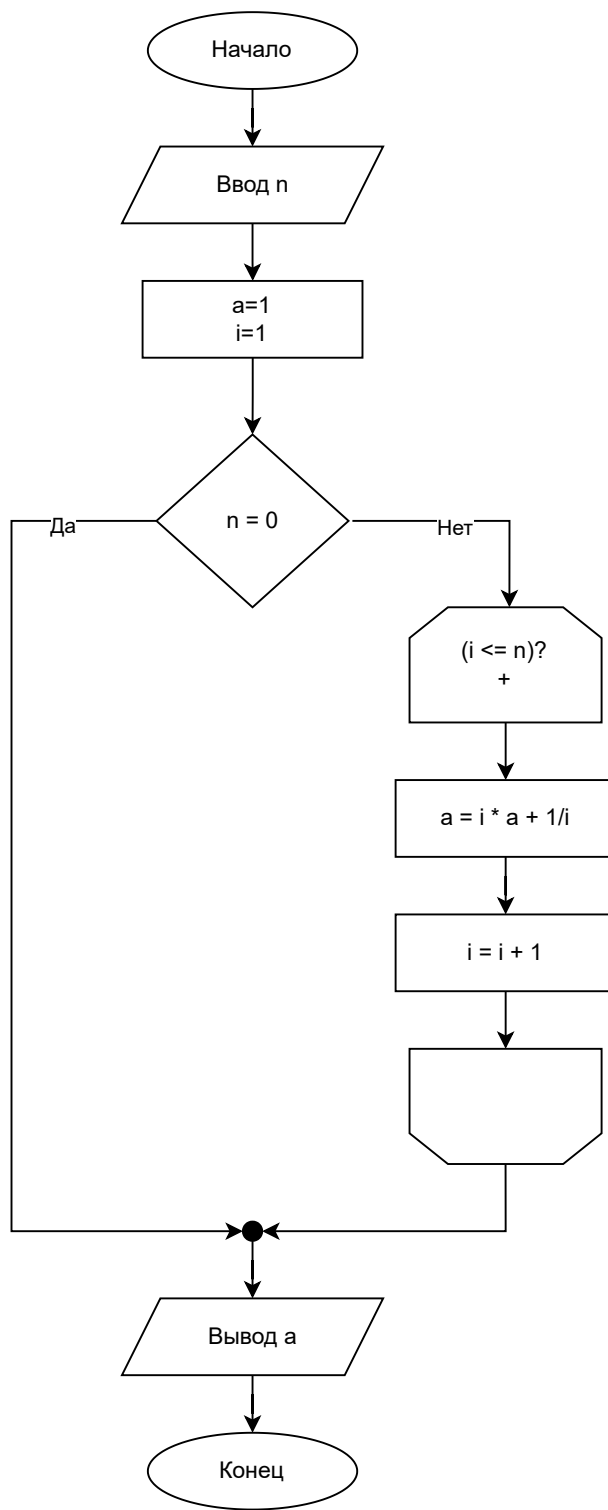 Начало
Ввод n
a=1
i=1
n = 0
Да
Нет
(i <= n)?
+
a = i * a + 1/i
i = i + 1
Вывод a
Конец